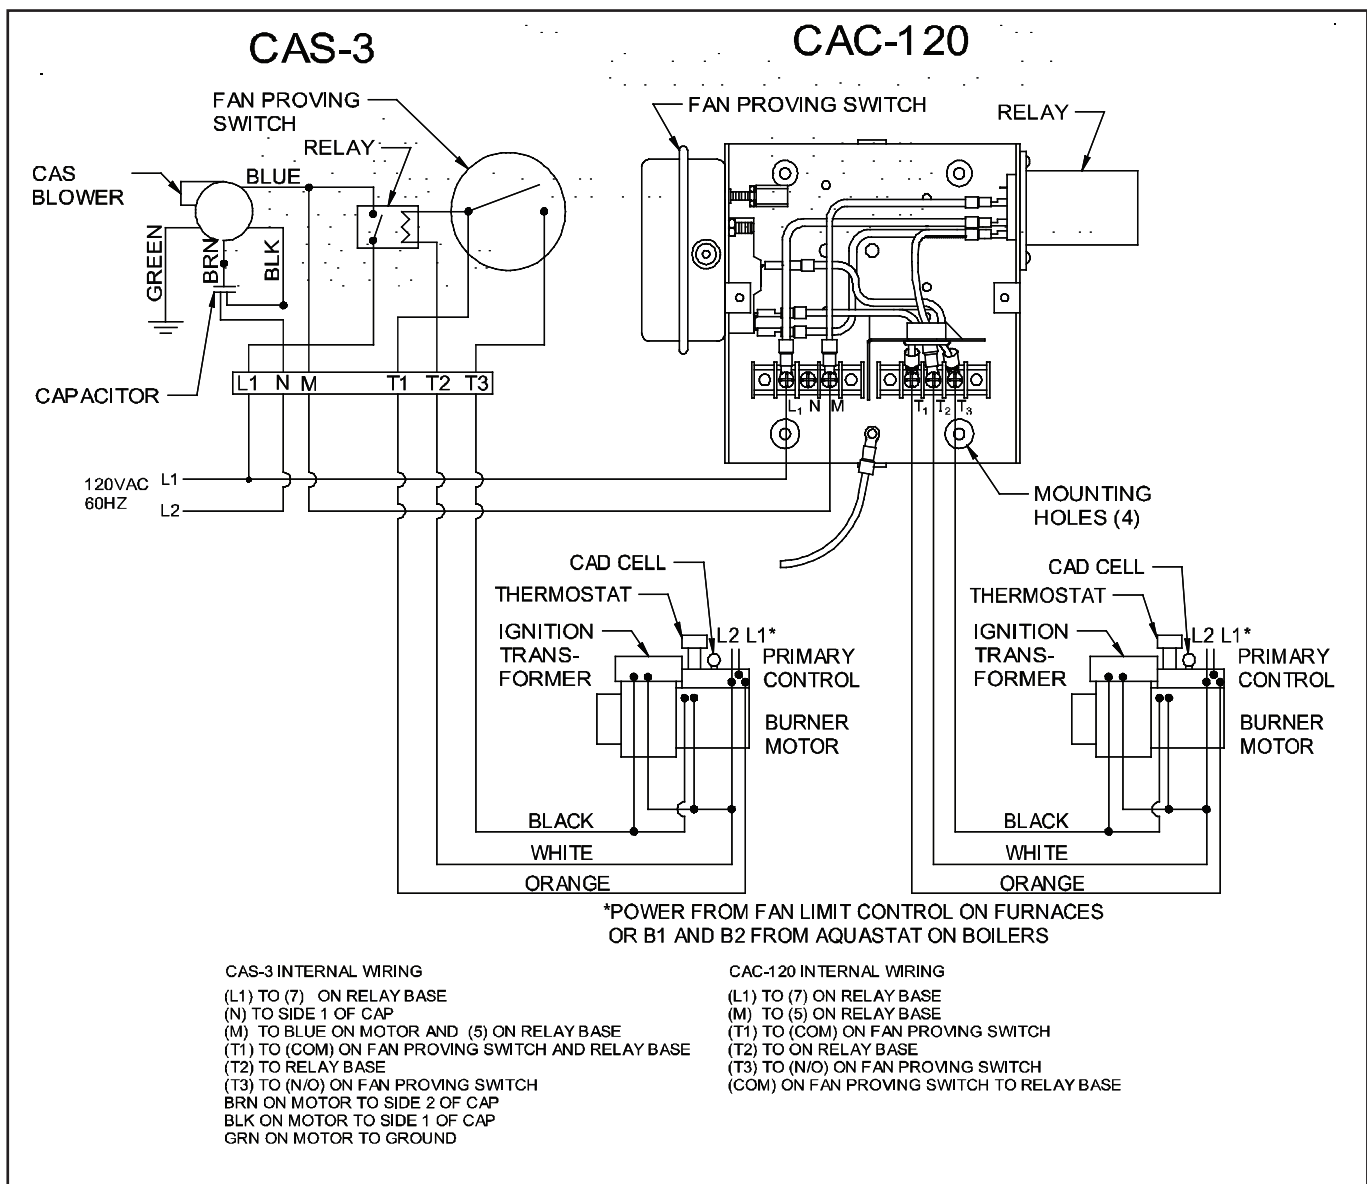 CAS-3
CAC-120
FAN PROVING
SWITCH
RELAY
CAS
BLOWER
BLUE
GREEN
BRN
BLK
CAPACITOR
L1 N M T1 T2 T3
120VAC
60HZ
L1
L2
FAN PROVING SWITCH
RELAY
L1 N M T1 T2 T3
MOUNTING
HOLES (4)
CAD CELL
THERMOSTAT
IGNITION
TRANS-
FORMER
L2 L1*
PRIMARY
CONTROL
BURNER
MOTOR
BLACK
WHITE
ORANGE
CAD CELL
THERMOSTAT
IGNITION
TRANS-
FORMER
L2 L1*
PRIMARY
CONTROL
BURNER
MOTOR
BLACK
WHITE
ORANGE
*POWER FROM FAN LIMIT CONTROL ON FURNACES
OR B1 AND B2 FROM AQUASTAT ON BOILERS
CAS-3 INTERNAL WIRING
(L1) TO (7) ON RELAY BASE
(N) TO SIDE 1 OF CAP
(M) TO BLUE ON MOTOR AND (5) ON RELAY BASE
(T1) TO (COM) ON FAN PROVING SWITCH AND RELAY BASE
(T2) TO RELAY BASE
(T3) TO (N/O) ON FAN PROVING SWITCH
BRN ON MOTOR TO SIDE 2 OF CAP
BLK ON MOTOR TO SIDE 1 OF CAP
GRN ON MOTOR TO GROUND
CAC-120 INTERNAL WIRING
(L1) TO (7) ON RELAY BASE
(M) TO (5) ON RELAY BASE
(T1) TO (COM) ON FAN PROVING SWITCH
(T2) TO ON RELAY BASE
(T3) TO (N/O) ON FAN PROVING SWITCH
(COM) ON FAN PROVING SWITCH TO RELAY BASE